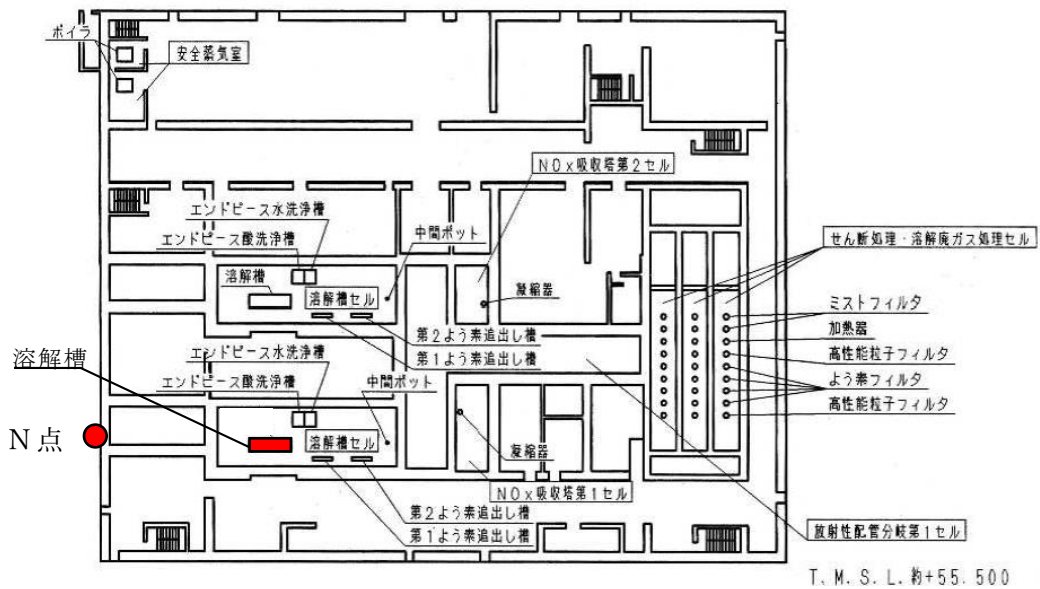 ボイラ
安全蒸気室
NOx吸収塔第2セル
エンドピース水洗浄槽
中間ポット
せん断処理・溶解廃ガス処理セル
エンドピース酸洗浄槽
溶解槽
溶解槽セル
凝縮器
ミストフィルタ
加熱器
第2よう素追出し槽
高性能粒子フィルタ
第1よう素追出し槽
溶解槽
エンドピース水洗浄槽
よう素フィルタ
エンドピース酸洗浄槽
中間ポット
高性能粒子フィルタ
N点
溶解槽セル
凝縮器
NOx吸収塔第1セル
第2よう素追出し槽
第1よう素追出し槽
放射性配管分岐第1セル
T.M.S.L.約+55.500